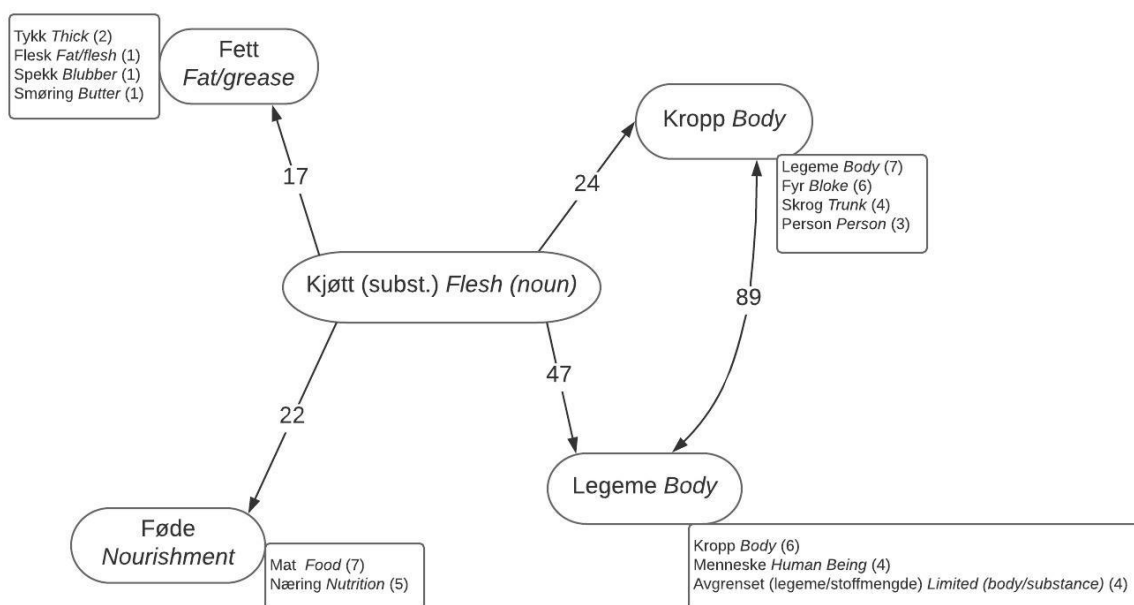 Tykk Thick (2)
Flesk Fat/flesh (1)
Spekk Blubber (1)
Smøring Butter (1)
Fett
Fat/grease
17
Kropp Body
Legeme Body (7)
Fyr Bloke (6)
Skrog Trunk (4)
Person Person (3)
24
Kjøtt (subst.) Flesh (noun)
89
47
22
Legeme Body
Kropp Body (6)
Menneske Human Being (4)
Avgrenset (legeme/stoffmengde) Limited (body/substance) (4)
Føde
Nourishment
Mat Food (7)
Næring Nutrition (5)